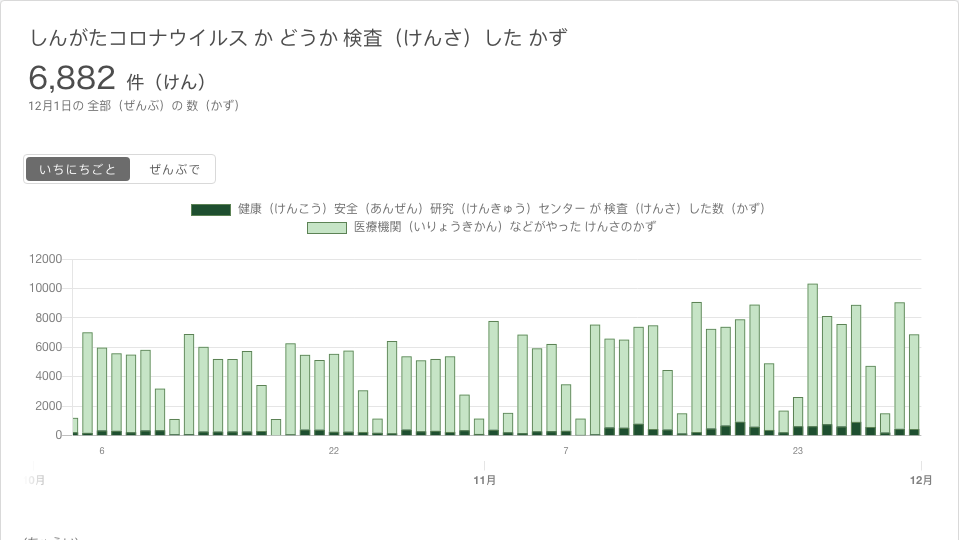 しんがたコロナウイルス か どうか 検査（けんさ）した かず
6,882 件（けん）
12月1日の 全部（ぜんぶ）の 数（かず）
いちにちごと ぜんぶで
健康（けんこう）安全（あんぜん）研究（けんきゅう）センター が 検査（けんさ）した数（かず）
医療機関（いりょうきかん）などがやった けんさのかず
12000
10000
8000
6000
4000
2000
0
6 22 7 23
0月 11月 12月